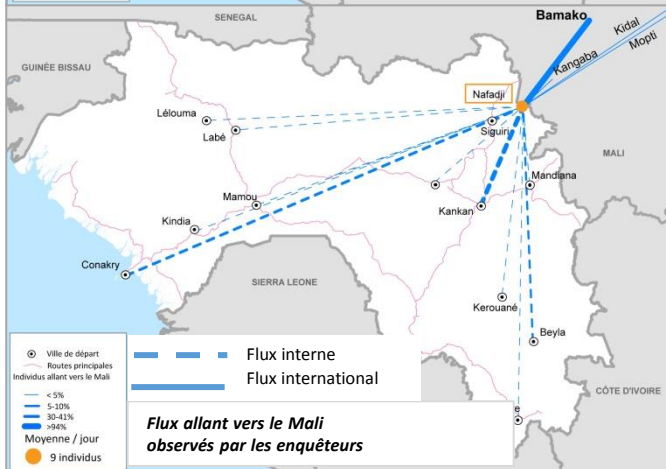 SENEGAL
Bamako
Kidal
Mopti
Kangaba
GUINÉE BISSAU
Nafadji
Lélouma
Labé
Siguiri
MALI
Mandiana
Mamou
Kankan
Kindia
Conakry
SIERRA LEONE
Kerouané
Beyla
CÔTE D'IVOIRE
Ville de départ
Routes principales
Individus allant vers le Mali
< 5%
5-10%
30-41%
>94%
Moyenne / jour
9 individus
Flux interne
Flux international
Flux allant vers le Mali
observés par les enquêteurs